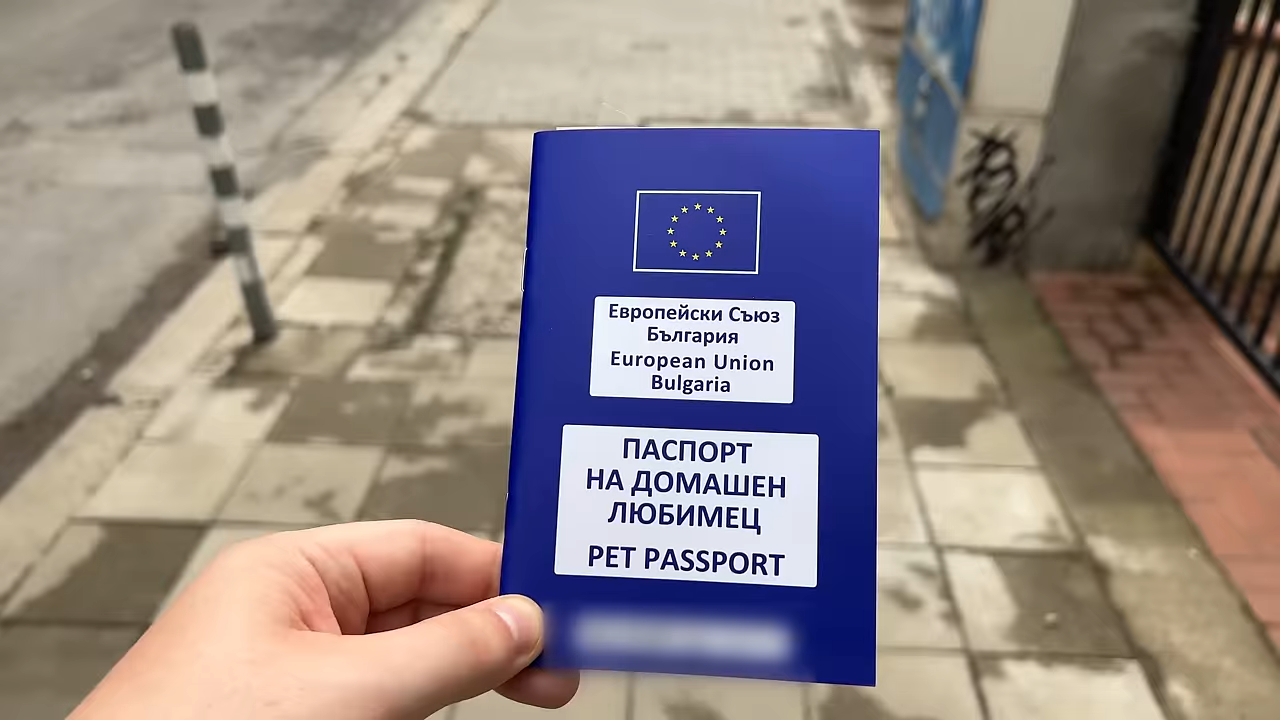 Европейски Съюз
България
European Union
Bulgaria
ПАСПОРТ
НА ДОМАШЕН
ЛЮБИМЕЦ
PET PASSPORT